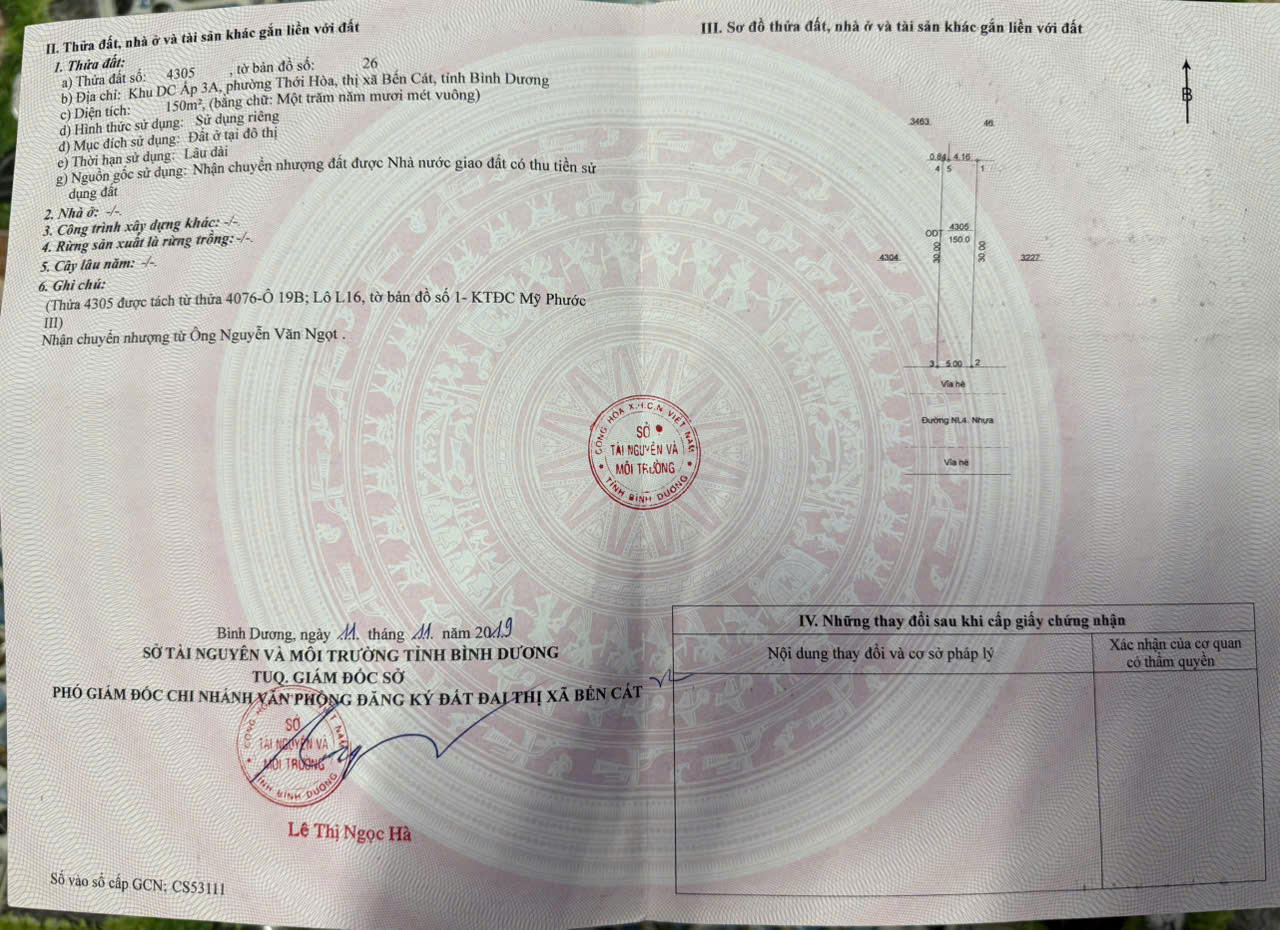 II. Thửa đất, nhà ở và tài sản khác gắn liền với đất
1. Thửa đất:
a) Thửa đất số: 4305 , tờ bản đồ số: 26
b) Địa chỉ: Khu DC Ấp 3A, phường Thới Hòa, thị xã Bến Cát, tỉnh Bình Dương
c) Diện tích: 150m², (bằng chữ: Một trăm năm mươi mét vuông)
d) Hình thức sử dụng: Sử dụng riêng
đ) Mục đích sử dụng: Đất ở tại đô thị
e) Thời hạn sử dụng: Lâu dài
g) Nguồn gốc sử dụng: Nhận chuyển nhượng đất được Nhà nước giao đất có thu tiền sử
dụng đất
2. Nhà ở: -/-.
3. Công trình xây dựng khác: -/-.
4. Rừng sản xuất là rừng trồng: -/-.
5. Cây lâu năm: -/-.
6. Ghi chú:
(Thửa 4305 được tách từ thửa 4076-Ô 19B; Lô L16, tờ bản đồ số 1- KTĐC Mỹ Phước
III)
Nhận chuyển nhượng từ Ông Nguyễn Văn Ngọt .
Bình Dương, ngày 11. tháng 11. năm 2019
SỞ TÀI NGUYÊN VÀ MÔI TRƯỜNG TỈNH BÌNH DƯƠNG
TUQ. GIÁM ĐỐC SỞ
PHÓ GIÁM ĐỐC CHI NHÁNH VĂN PHÒNG ĐĂNG KÝ ĐẤT ĐAI THỊ XÃ BẾN CÁT
SỞ
TÀI NGUYÊN VÀ
MÔI TRƯỜNG
TỈNH BÌNH DƯƠNG
Lê Thị Ngọc Hà
Số vào sổ cấp GCN: CS53111
CỘNG HÒA X.H.C.N VIỆT NAM
SỞ
TÀI NGUYÊN VÀ
MÔI TRƯỜNG
TỈNH BÌNH DƯƠNG
III. Sơ đồ thửa đất, nhà ở và tài sản khác gắn liền với đất
B
3463 46
0.84 4.16
4 5 1
ODT 4305
150.0
30.00 30.00
4304 3227
3 5.00 2
Vỉa hè
Đường NL4. Nhựa
Vỉa hè
IV. Những thay đổi sau khi cấp giấy chứng nhận
Nội dung thay đổi và cơ sở pháp lý
Xác nhận của cơ quan
có thẩm quyền